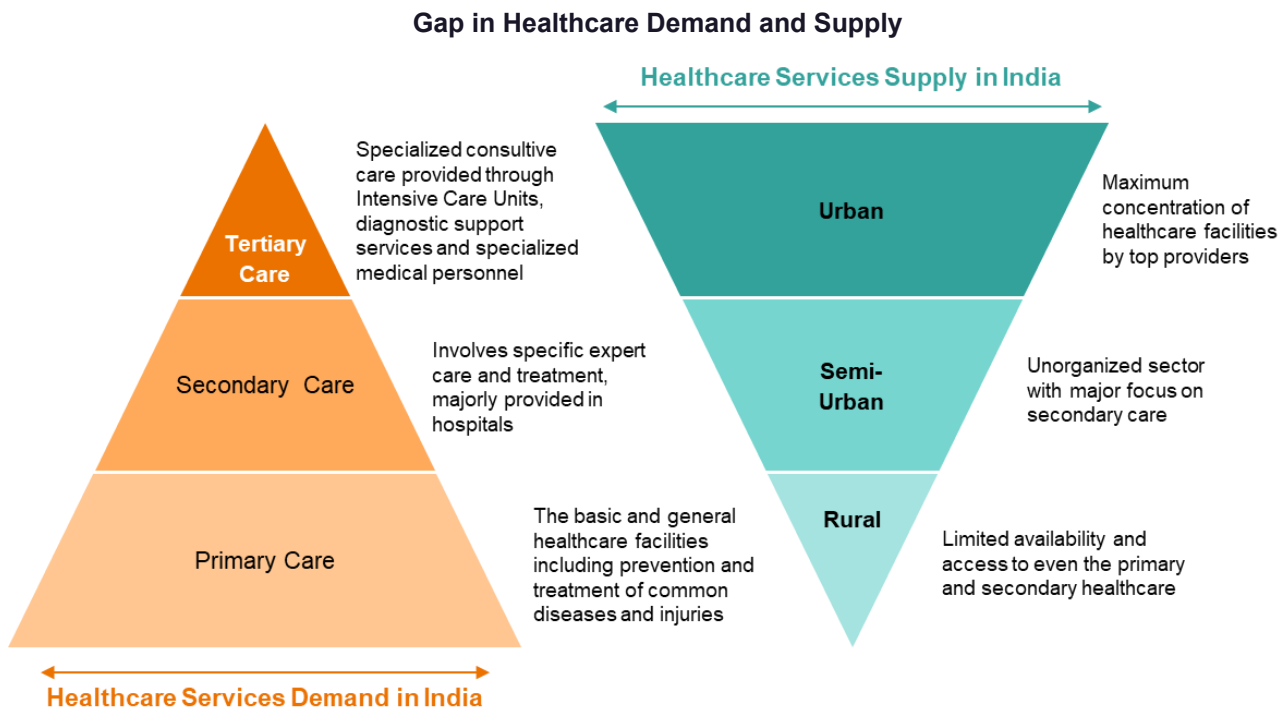 Gap in Healthcare Demand and Supply
Healthcare Services Supply in India
Tertiary
Care
Specialized consultive
care provided through
Intensive Care Units,
diagnostic support
services and specialized
medical personnel
Secondary Care
Involves specific expert
care and treatment,
majorly provided in
hospitals
Primary Care
The basic and general
healthcare facilities
including prevention and
treatment of common
diseases and injuries
Healthcare Services Demand in India
Urban
Maximum
concentration of
healthcare facilities
by top providers
Semi-
Urban
Unorganized sector
with major focus on
secondary care
Rural
Limited availability and
access to even the primary
and secondary healthcare